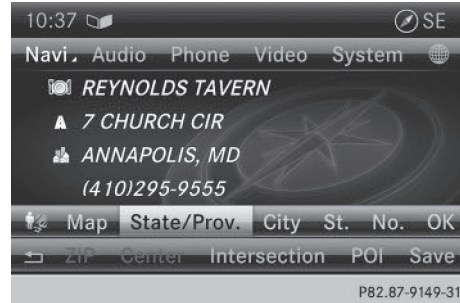 10:37 SE
Navi Audio Phone Video System
REYNOLDS TAVERN
A 7 CHURCH CIR
ANNAPOLIS, MD
(410)295-9555
Map State/Prov. City St. No. OK
ZIP Center Intersection POI Save
P82.87-9149-31